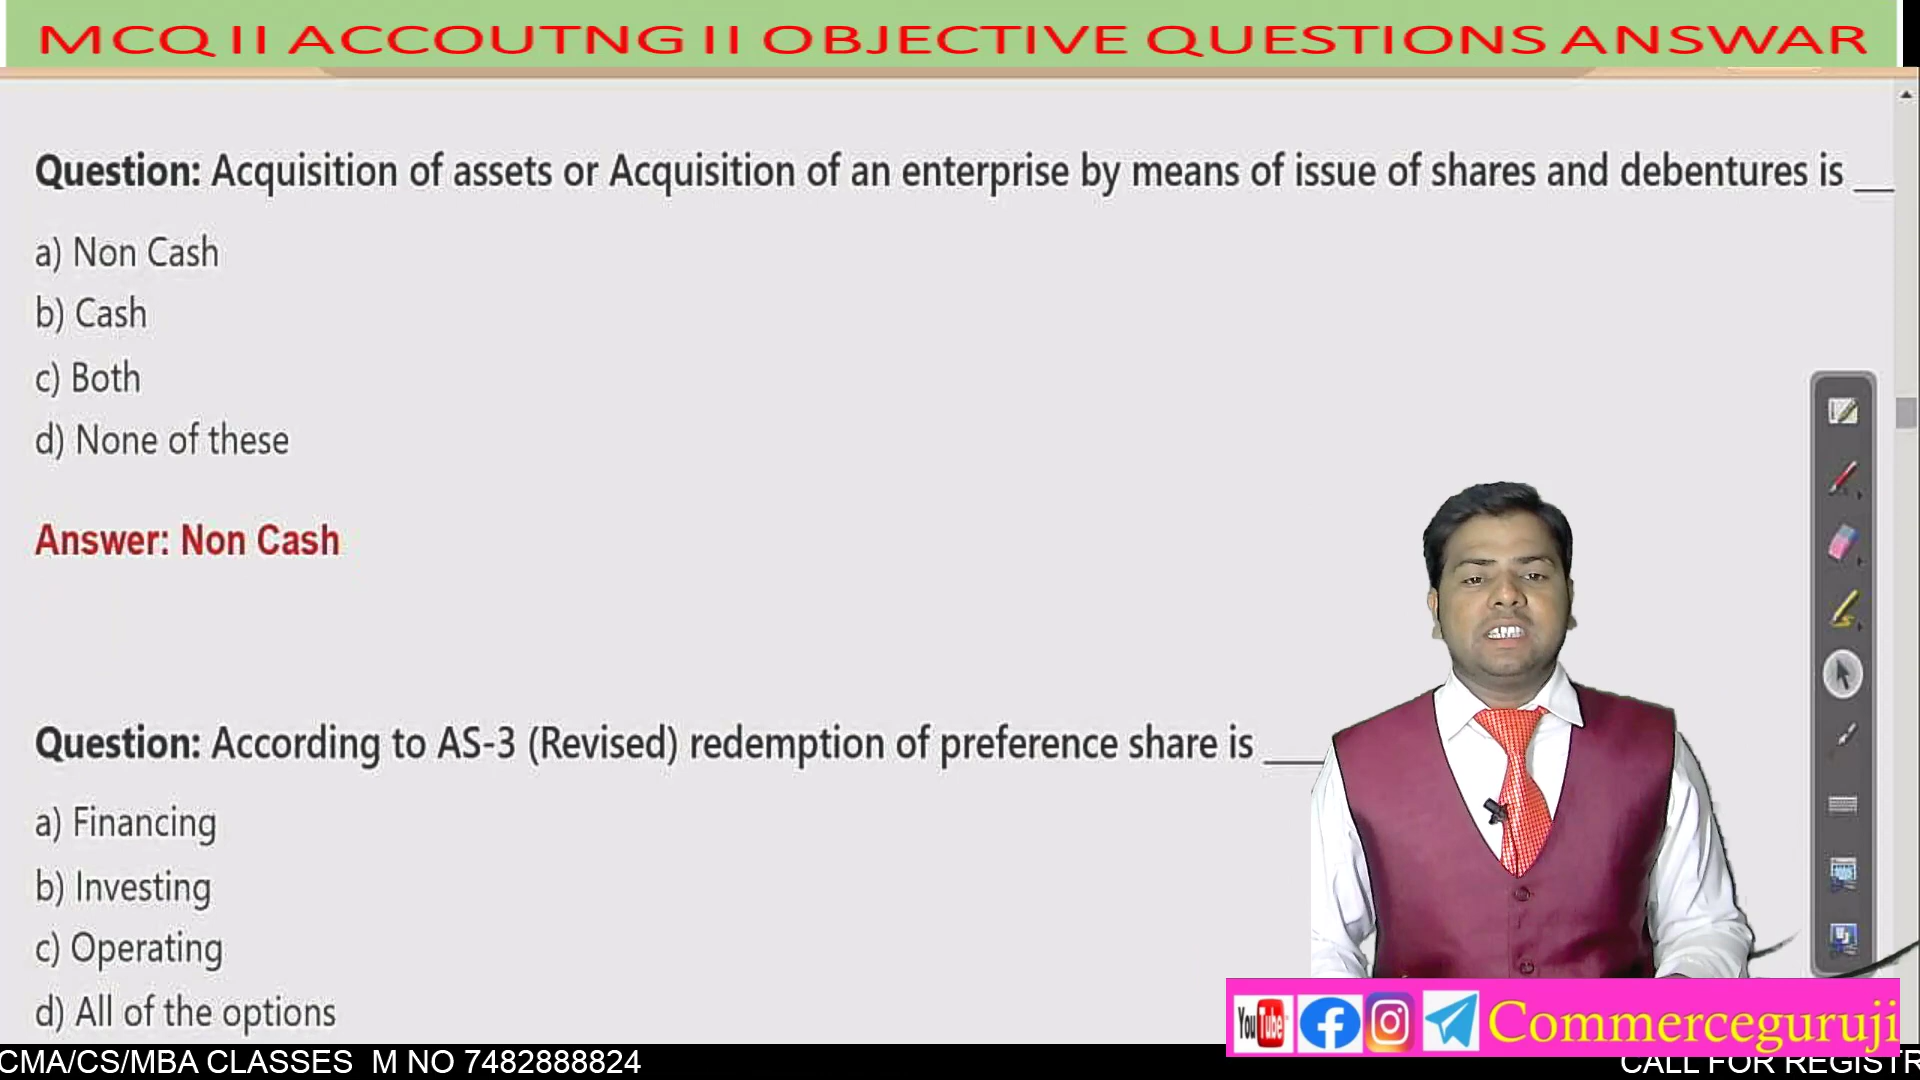 MCQ II ACCOUTNG II OBJECTIVE QUESTIONS ANSWAR
Question: Acquisition of assets or Acquisition of an enterprise by means of issue of shares and debentures is __
a) Non Cash
b) Cash
c) Both
d) None of these
Answer: Non Cash
Question: According to AS-3 (Revised) redemption of preference share is ___
a) Financing
b) Investing
c) Operating
d) All of the options
YouTube
Commerceguruji
CMA/CS/MBA CLASSES M NO 7482888824
CALL FOR REGISTR